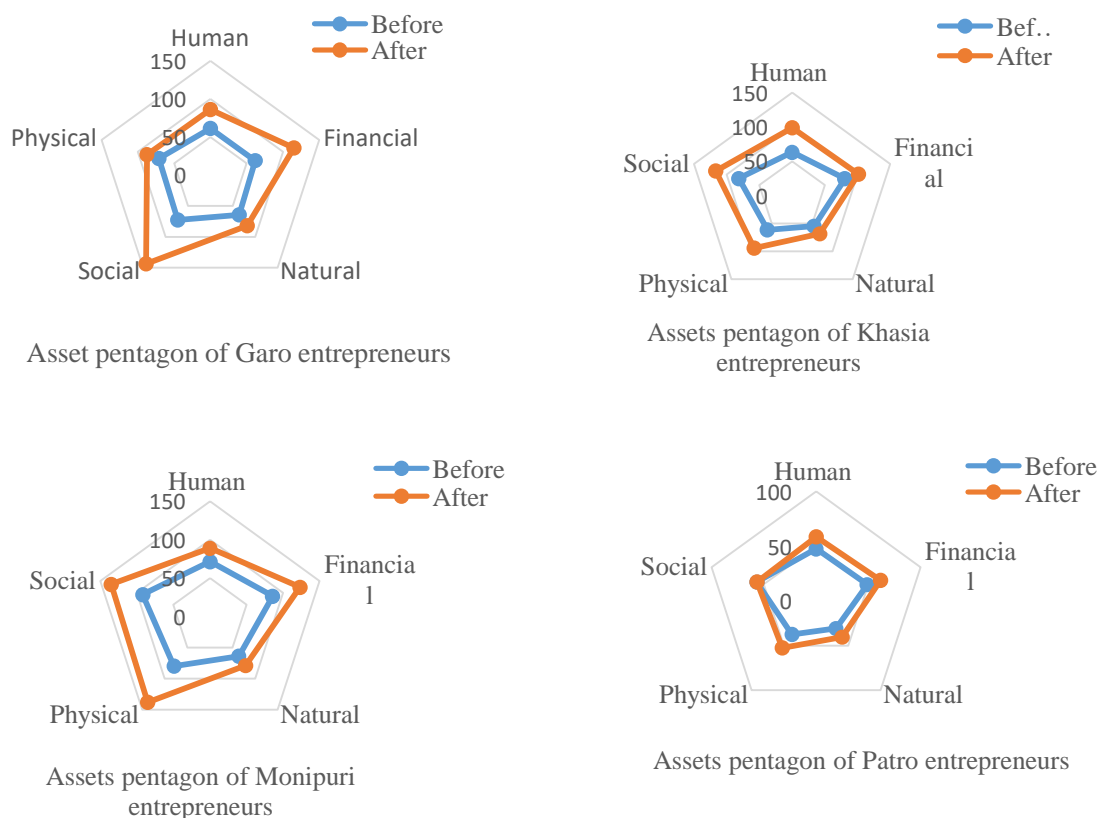 Before
After
Human
150
100
50
0
Physical
Financial
Social
Natural
Asset pentagon of Garo entrepreneurs
Bef..
After
Human
150
100
50
0
Social
Financi
al
Physical
Natural
Assets pentagon of Khasia
entrepreneurs
Before
After
Human
150
100
50
0
Social
Financia
l
Physical
Natural
Assets pentagon of Monipuri
entrepreneurs
Before
After
Human
100
50
0
Social
Financia
l
Physical
Natural
Assets pentagon of Patro entrepreneurs